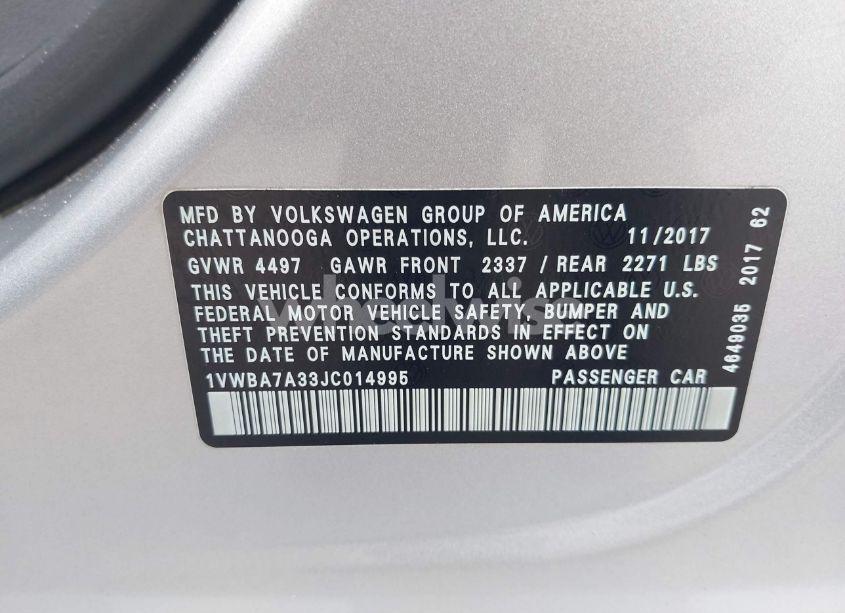 MFD BY VOLKSWAGEN GROUP OF AMERICA
CHATTANOOGA OPERATIONS, LLC. 11/2017
GVWR 4497 GAWR FRONT 2337 / REAR 2271 LBS
THIS VEHICLE CONFORMS TO ALL APPLICABLE U.S.
FEDERAL MOTOR VEHICLE SAFETY, BUMPER AND
THEFT PREVENTION STANDARDS IN EFFECT ON
THE DATE OF MANUFACTURE SHOWN ABOVE
1VWBA7A33JC014995 PASSENGER CAR
4649035 2017 62